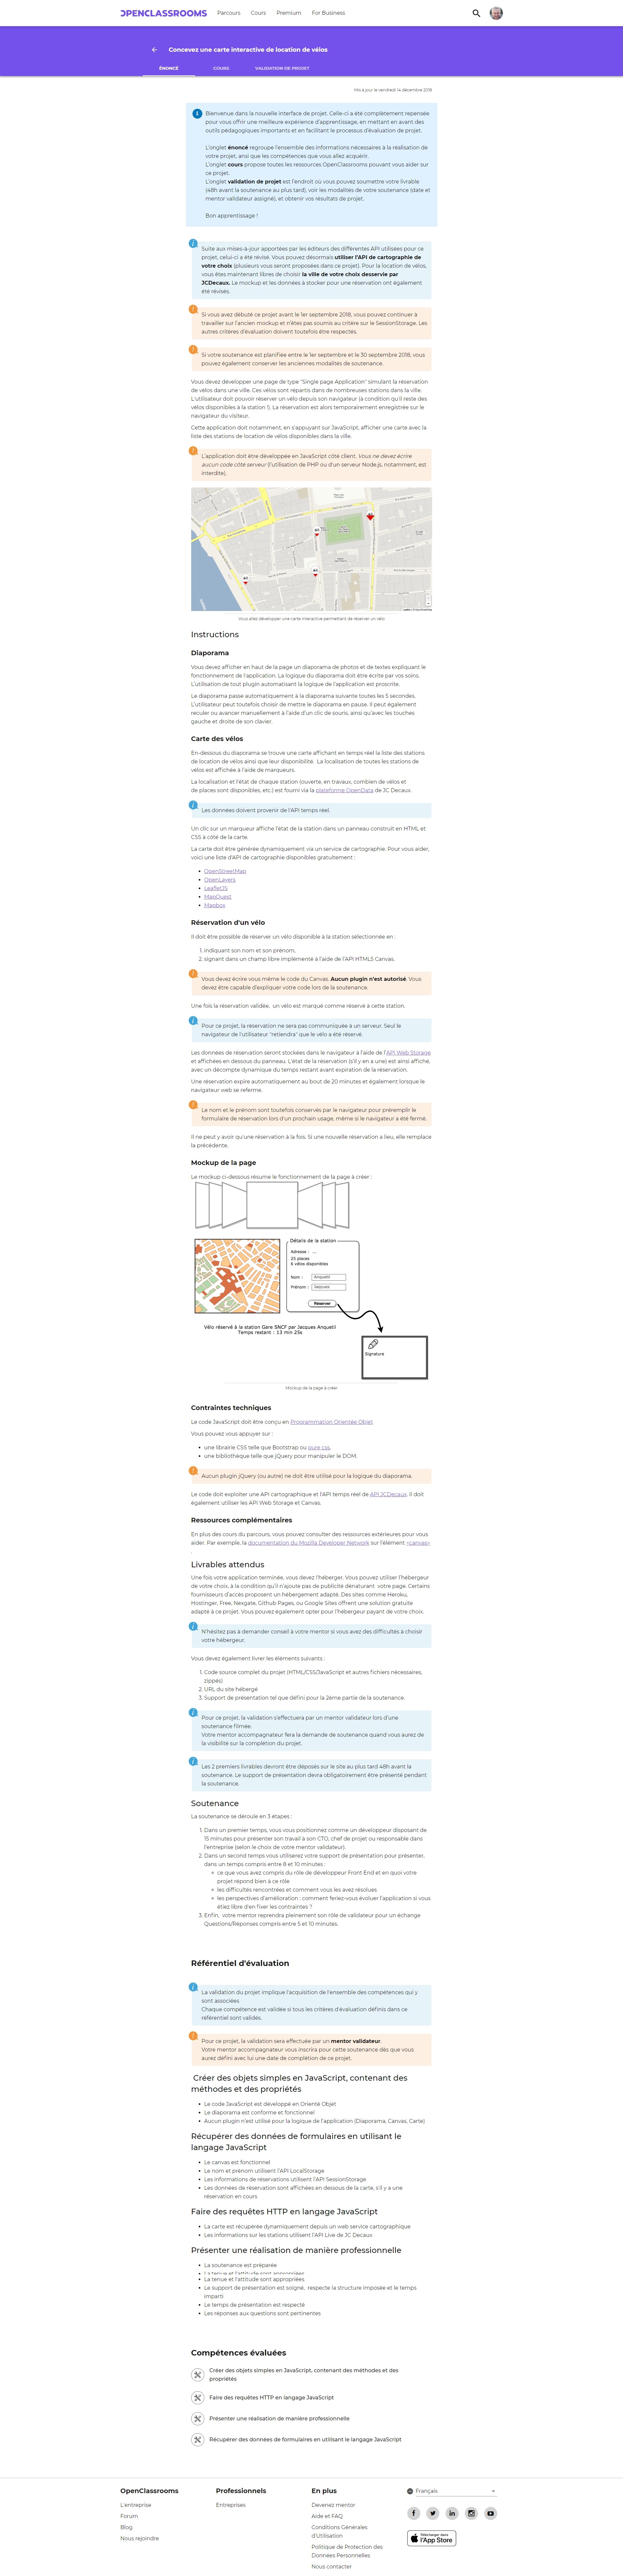 OPENCLASSROOMS Parcours Cours Premium For Business
Concevez une carte interactive de location de vélos
ÉNONCÉ COURS VALIDATION DE PROJET
Mis à jour le vendredi 14 décembre 2018
Bienvenue dans la nouvelle interface de projet. Celle-ci a été complètement repensée
pour vous offrir une meilleure expérience d'apprentissage, en mettant en avant des
outils pédagogiques importants et en facilitant le processus d'évaluation de projet.
L'onglet énoncé regroupe l'ensemble des informations nécessaires à la réalisation de
votre projet, ainsi que les compétences que vous allez acquérir.
L'onglet cours propose toutes les ressources OpenClassrooms pouvant vous aider sur
ce projet.
L'onglet validation de projet est l'endroit où vous pouvez soumettre votre livrable
(48h avant la soutenance au plus tard), voir les modalités de votre soutenance (date et
mentor validateur assigné), et obtenir vos résultats de projet.
Bon apprentissage !
Suite aux mises-à-jour apportées par les éditeurs des différentes API utilisées pour ce
projet, celui-ci a été révisé. Vous pouvez désormais utiliser l'API de cartographie de
votre choix (plusieurs vous seront proposées dans ce projet). Pour la location de vélos,
vous êtes maintenant libres de choisir la ville de votre choix desservie par
JCDecaux. Le mockup et les données à stocker pour une réservation ont également
été révisés.
Si vous avez débuté ce projet avant le 1er septembre 2018, vous pouvez continuer à
travailler sur l'ancien mockup et n'êtes pas soumis au critère sur le SessionStorage. Les
autres critères d'évaluation doivent toutefois être respectés.
Si votre soutenance est planifiée entre le 1er septembre et le 30 septembre 2018, vous
pouvez également conserver les anciennes modalités de soutenance.
Vous devez développer une page de type "Single page Application" simulant la réservation
de vélos dans une ville. Ces vélos sont répartis dans de nombreuses stations dans la ville.
L'utilisateur doit pouvoir réserver un vélo depuis son navigateur (à condition qu'il reste des
vélos disponibles à la station !). La réservation est alors temporairement enregistrée sur le
navigateur du visiteur.
Cette application doit notamment, en s'appuyant sur JavaScript, afficher une carte avec la
liste des stations de location de vélos disponibles dans la ville.
L'application doit être développée en JavaScript côté client. Vous ne devez écrire
aucun code côté serveur (l'utilisation de PHP ou d'un serveur Node.js, notamment, est
interdite).
Vous allez développer une carte interactive permettant de réserver un vélo
Instructions
Diaporama
Vous devez afficher en haut de la page un diaporama de photos et de textes expliquant le
fonctionnement de l'application. La logique du diaporama doit être écrite par vos soins.
L'utilisation de tout plugin automatisant la logique de l'application est proscrite.
Le diaporama passe automatiquement à la diaporama suivante toutes les 5 secondes.
L'utilisateur peut toutefois choisir de mettre le diaporama en pause. Il peut également
reculer ou avancer manuellement à l'aide d'un clic de souris, ainsi qu'avec les touches
gauche et droite de son clavier.
Carte des vélos
En-dessous du diaporama se trouve une carte affichant en temps réel la liste des stations
de location de vélos ainsi que leur disponibilité. La localisation de toutes les stations de
vélos est affichée à l'aide de marqueurs.
La localisation et l'état de chaque station (ouverte, en travaux, combien de vélos et
de places sont disponibles, etc.) est fourni via la plateforme OpenData de JC Decaux.
Les données doivent provenir de l'API temps réel.
Un clic sur un marqueur affiche l'état de la station dans un panneau construit en HTML et
CSS à côté de la carte.
La carte doit être générée dynamiquement via un service de cartographie. Pour vous aider,
voici une liste d'API de cartographie disponibles gratuitement :
OpenStreetMap
OpenLayers
LeafletJS
MapQuest
Mapbox
Réservation d'un vélo
Il doit être possible de réserver un vélo disponible à la station sélectionnée en :
1. indiquant son nom et son prénom,
2. signant dans un champ libre implémenté à l'aide de l'API HTML5 Canvas.
Vous devez écrire vous même le code du Canvas. Aucun plugin n'est autorisé. Vous
devez être capable d'expliquer votre code lors de la soutenance.
Une fois la réservation validée, un vélo est marqué comme réservé à cette station.
Pour ce projet, la réservation ne sera pas communiquée à un serveur. Seul le
navigateur de l'utilisateur "retiendra" que le vélo a été réservé.
Les données de réservation seront stockées dans le navigateur à l'aide de l'API Web Storage
et affichées en dessous du panneau. L'état de la réservation (s'il y en a une) est ainsi affiché,
avec un décompte dynamique du temps restant avant expiration de la réservation.
Une réservation expire automatiquement au bout de 20 minutes et également lorsque le
navigateur web se referme.
Le nom et le prénom sont toutefois conservés par le navigateur pour préremplir le
formulaire de réservation lors d'un prochain usage, même si le navigateur a été fermé.
Il ne peut y avoir qu'une réservation à la fois. Si une nouvelle réservation a lieu, elle remplace
la précédente.
Mockup de la page
Le mockup ci-dessous résume le fonctionnement de la page à créer :
Détails de la station
Adresse : ...
25 places
6 vélos disponibles
Nom : Anquetil
Prénom : Jacques
Réserver
Vélo réservé à la station Gare SNCF par Jacques Anquetil
Temps restant : 13 min 25s
Signature
Mockup de la page à créer
Contraintes techniques
Le code JavaScript doit être conçu en Programmation Orientée Objet.
Vous pouvez vous appuyer sur :
une librairie CSS telle que Bootstrap ou pure css,
une bibliothèque telle que jQuery pour manipuler le DOM.
Aucun plugin jQuery (ou autre) ne doit être utilisé pour la logique du diaporama.
Le code doit exploiter une API cartographique et l'API temps réel de API JCDecaux. Il doit
également utiliser les API Web Storage et Canvas.
Ressources complémentaires
En plus des cours du parcours, vous pouvez consulter des ressources extérieures pour vous
aider. Par exemple, la documentation du Mozilla Developer Network sur l'élément <canvas>
.
Livrables attendus
Une fois votre application terminée, vous devez l'héberger. Vous pouvez utiliser l'hébergeur
de votre choix, à la condition qu'il n'ajoute pas de publicité dénaturant votre page. Certains
fournisseurs d'accès proposent un hébergement adapté. Des sites comme Heroku,
Hostinger, Free, Nexgate, Github Pages, ou Google Sites offrent une solution gratuite
adapté à ce projet. Vous pouvez également opter pour l'hébergeur payant de votre choix.
N'hésitez pas à demander conseil à votre mentor si vous avez des difficultés à choisir
votre hébergeur.
Vous devez également livrer les éléments suivants :
1. Code source complet du projet (HTML/CSS/JavaScript et autres fichiers nécessaires,
zippés)
2. URL du site hébergé
3. Support de présentation tel que défini pour la 2ème partie de la soutenance.
Pour ce projet, la validation s'effectuera par un mentor validateur lors d'une
soutenance filmée.
Votre mentor accompagnateur fera la demande de soutenance quand vous aurez de
la visibilité sur la complétion du projet.
Les 2 premiers livrables devront être déposés sur le site au plus tard 48h avant la
soutenance. Le support de présentation devra obligatoirement être présenté pendant
la soutenance.
Soutenance
La soutenance se déroule en 3 étapes :
1. Dans un premier temps, vous vous positionnez comme un développeur disposant de
15 minutes pour présenter son travail à son CTO, chef de projet ou responsable dans
l'entreprise (selon le choix de votre mentor validateur).
2. Dans un second temps vous utiliserez votre support de présentation pour présenter,
dans un temps compris entre 8 et 10 minutes :
ce que vous avez compris du rôle de développeur Front End et en quoi votre
projet répond bien à ce rôle
les difficultés rencontrées et comment vous les avez résolues
les perspectives d'amélioration : comment feriez-vous évoluer l'application si vous
étiez libre d'en fixer les contraintes ?
3. Enfin, votre mentor reprendra pleinement son rôle de validateur pour un échange
Questions/Réponses compris entre 5 et 10 minutes.
Référentiel d'évaluation
La validation du projet implique l'acquisition de l'ensemble des compétences qui y
sont associées
Chaque compétence est validée si tous les critères d'évaluation définis dans ce
référentiel sont validés.
Pour ce projet, la validation sera effectuée par un mentor validateur.
Votre mentor accompagnateur vous inscrira pour cette soutenance dès que vous
aurez défini avec lui une date de complétion de ce projet.
Créer des objets simples en JavaScript, contenant des
méthodes et des propriétés
Le code JavaScript est développé en Orienté Objet
Le diaporama est conforme et fonctionnel
Aucun plugin n'est utilisé pour la logique de l'application (Diaporama, Canvas, Carte)
Récupérer des données de formulaires en utilisant le
langage JavaScript
Le canvas est fonctionnel
Le nom et prénom utilisent l'API LocalStorage
Les informations de réservations utilisent l'API SessionStorage
Les données de réservation sont affichées en dessous de la carte, s'il y a une
réservation en cours
Faire des requêtes HTTP en langage JavaScript
La carte est récupérée dynamiquement depuis un web service cartographique
Les informations sur les stations utilisent l'API Live de JC Decaux
Présenter une réalisation de manière professionnelle
La soutenance est préparée
La tenue et l'attitude sont appropriées
La tenue et l'attitude sont appropriées
Le support de présentation est soigné, respecte la structure imposée et le temps
imparti
Le temps de présentation est respecté
Les réponses aux questions sont pertinentes
Compétences évaluées
Créer des objets simples en JavaScript, contenant des méthodes et des
propriétés
Faire des requêtes HTTP en langage JavaScript
Présenter une réalisation de manière professionnelle
Récupérer des données de formulaires en utilisant le langage JavaScript
OpenClassrooms Professionnels En plus Français
L'entreprise
Forum
Blog
Nous rejoindre
Entreprises
Devenez mentor
Aide et FAQ
Conditions Générales
d'Utilisation
Politique de Protection des
Données Personnelles
Nous contacter
Télécharger dans
l'App Store